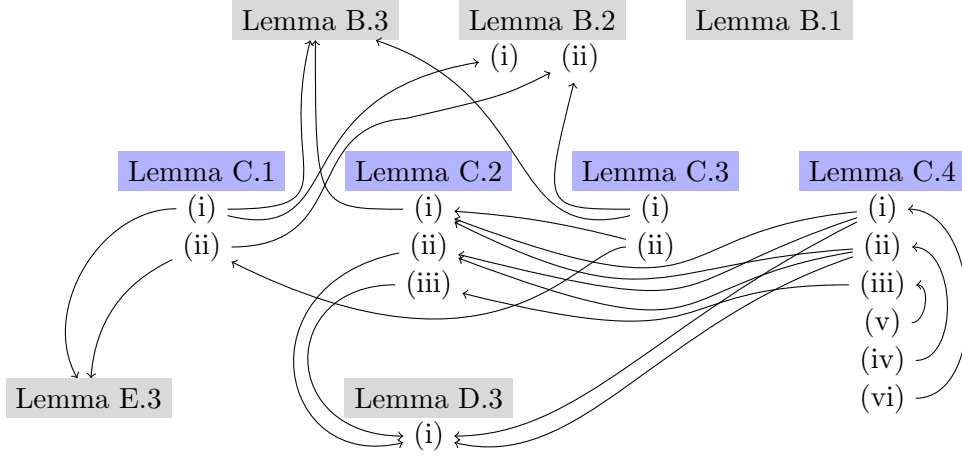 Lemma B.3 Lemma B.2 Lemma B.1
(i) (ii)
Lemma C.1 Lemma C.2 Lemma C.3 Lemma C.4
(i) (i) (i) (i)
(ii) (ii) (ii) (ii)
(iii) (iii)
(v)
(iv)
Lemma E.3 Lemma D.3 (vi)
(i)